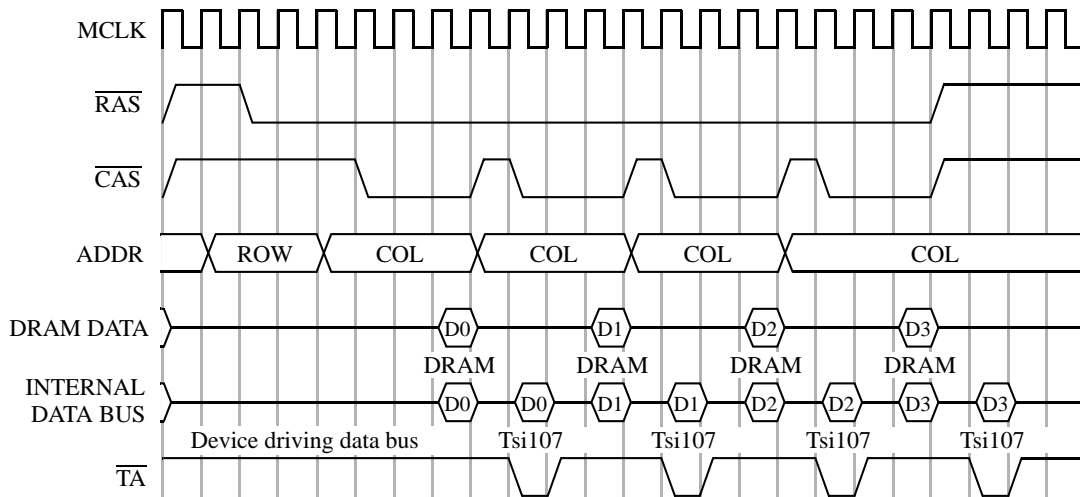 MCLK
RAS
CAS
ADDR ROW COL COL COL COL
DRAM DATA D0 D1 D2 D3
DRAM DRAM DRAM DRAM
INTERNAL
DATA BUS D0 D0 D1 D1 D2 D2 D3 D3
Device driving data bus Tsi107 Tsi107 Tsi107 Tsi107
TA